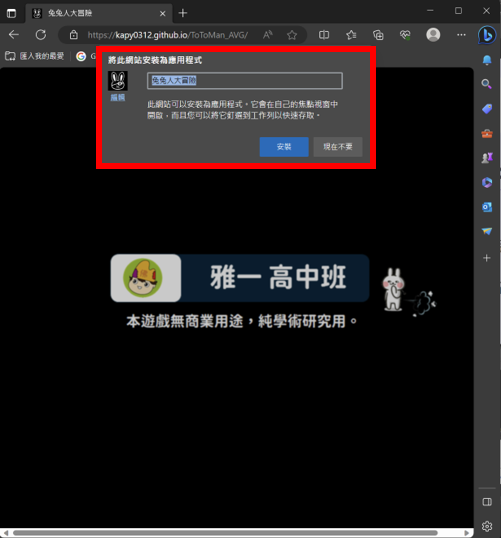 兔兔人大冒險
https://kapy0312.github.io/ToToMan_AVG/
匯入我的最愛
G
將此網站安裝為應用程式
兔兔人大冒險
編輯
此網站可以安裝為應用程式。它會在自己的焦點視窗中
開啟，而且您可以將它釘選到工作列以快速存取。
安裝
現在不要
雅一 高中班
本遊戲無商業用途，純學術研究用。